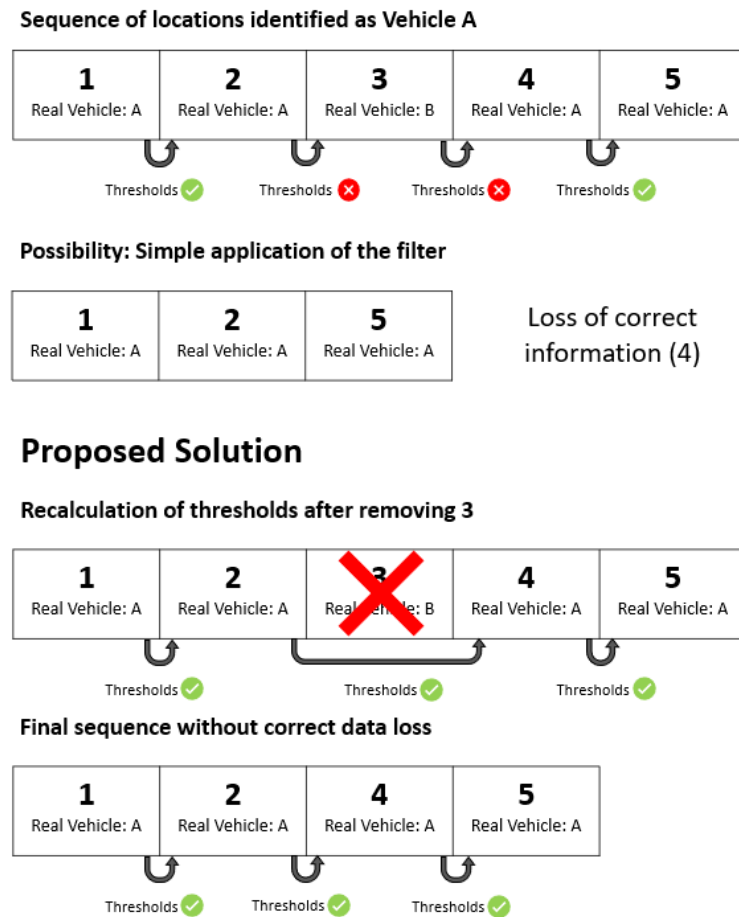 Sequence of locations identified as Vehicle A
1 2 3 4 5
Real Vehicle: A Real Vehicle: A Real Vehicle: B Real Vehicle: A Real Vehicle: A
Thresholds Thresholds Thresholds Thresholds
Possibility: Simple application of the filter
1 2 5
Real Vehicle: A Real Vehicle: A Real Vehicle: A
Loss of correct
information (4)
Proposed Solution
Recalculation of thresholds after removing 3
1 2 3 4 5
Real Vehicle: A Real Vehicle: A Real Vehicle: B Real Vehicle: A Real Vehicle: A
Thresholds Thresholds Thresholds
Final sequence without correct data loss
1 2 4 5
Real Vehicle: A Real Vehicle: A Real Vehicle: A Real Vehicle: A
Thresholds Thresholds Thresholds